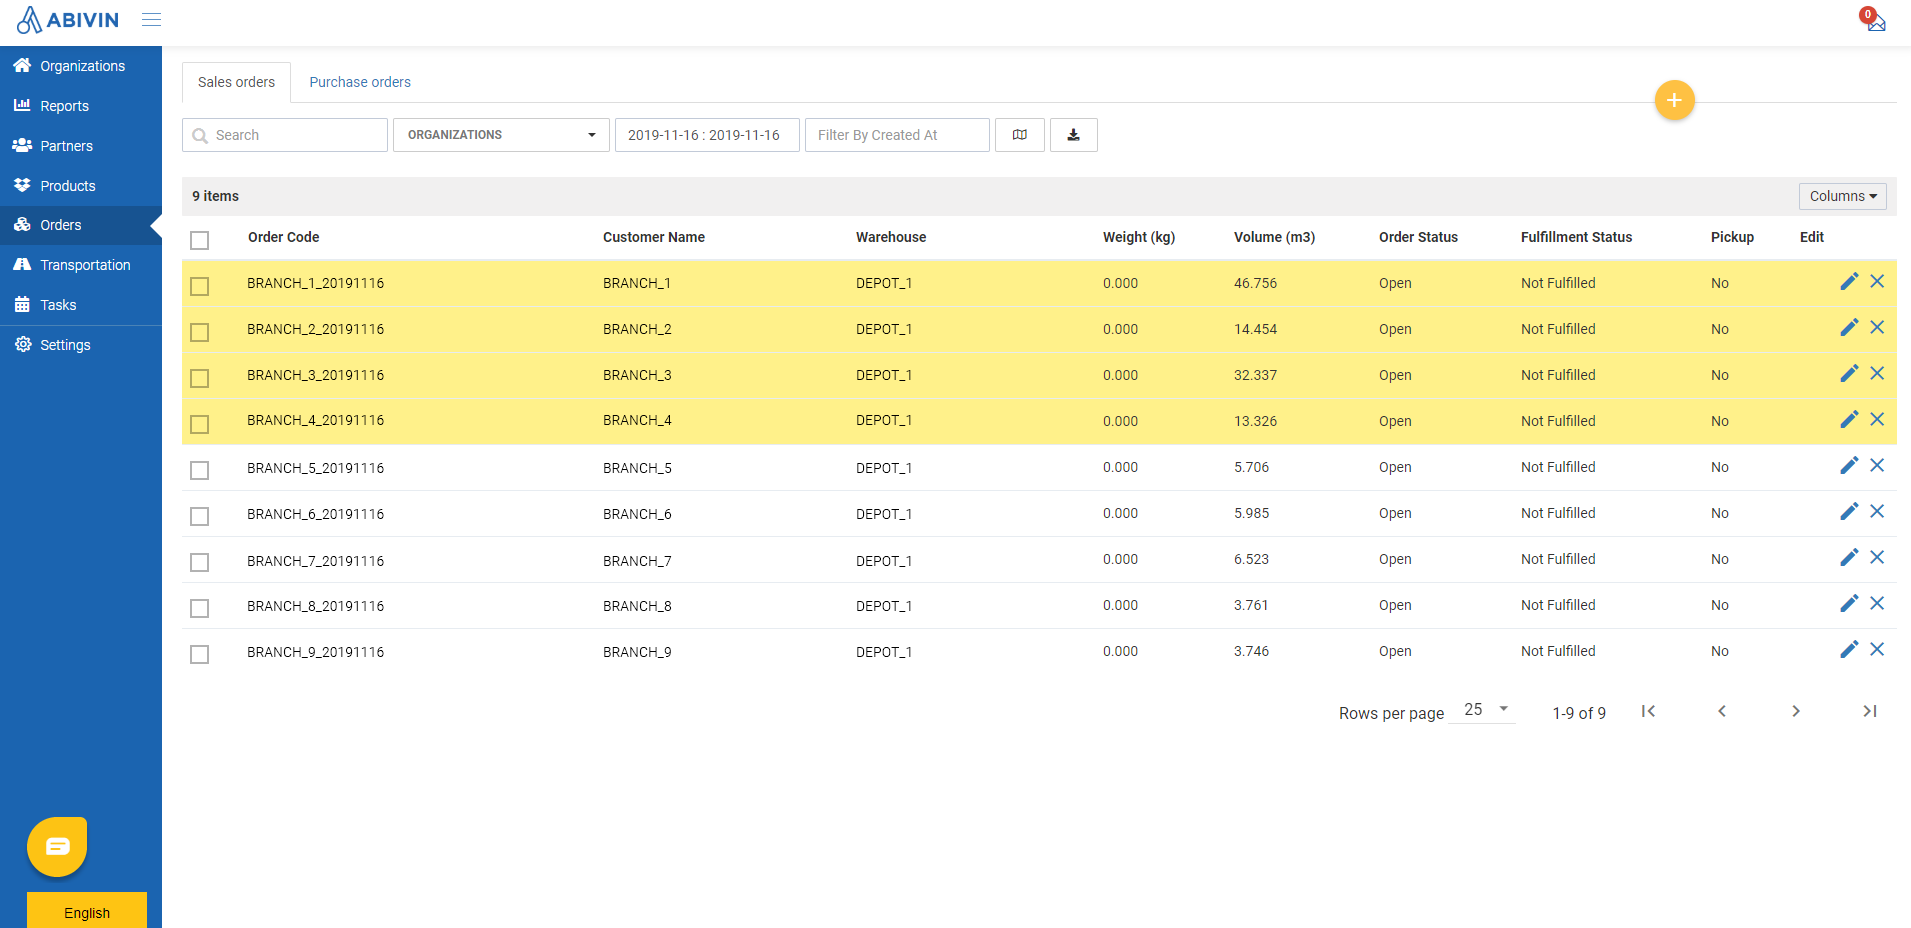 ABIVIN
0
Organizations
Reports
Partners
Products
Orders
Transportation
Tasks
Settings
English
Sales orders Purchase orders
+
Search ORGANIZATIONS 2019-11-16 : 2019-11-16 Filter By Created At
9 items Columns
Order Code Customer Name Warehouse Weight (kg) Volume (m3) Order Status Fulfillment Status Pickup Edit
BRANCH_1_20191116 BRANCH_1 DEPOT_1 0.000 46.756 Open Not Fulfilled No
BRANCH_2_20191116 BRANCH_2 DEPOT_1 0.000 14.454 Open Not Fulfilled No
BRANCH_3_20191116 BRANCH_3 DEPOT_1 0.000 32.337 Open Not Fulfilled No
BRANCH_4_20191116 BRANCH_4 DEPOT_1 0.000 13.326 Open Not Fulfilled No
BRANCH_5_20191116 BRANCH_5 DEPOT_1 0.000 5.706 Open Not Fulfilled No
BRANCH_6_20191116 BRANCH_6 DEPOT_1 0.000 5.985 Open Not Fulfilled No
BRANCH_7_20191116 BRANCH_7 DEPOT_1 0.000 6.523 Open Not Fulfilled No
BRANCH_8_20191116 BRANCH_8 DEPOT_1 0.000 3.761 Open Not Fulfilled No
BRANCH_9_20191116 BRANCH_9 DEPOT_1 0.000 3.746 Open Not Fulfilled No
Rows per page 25 1-9 of 9